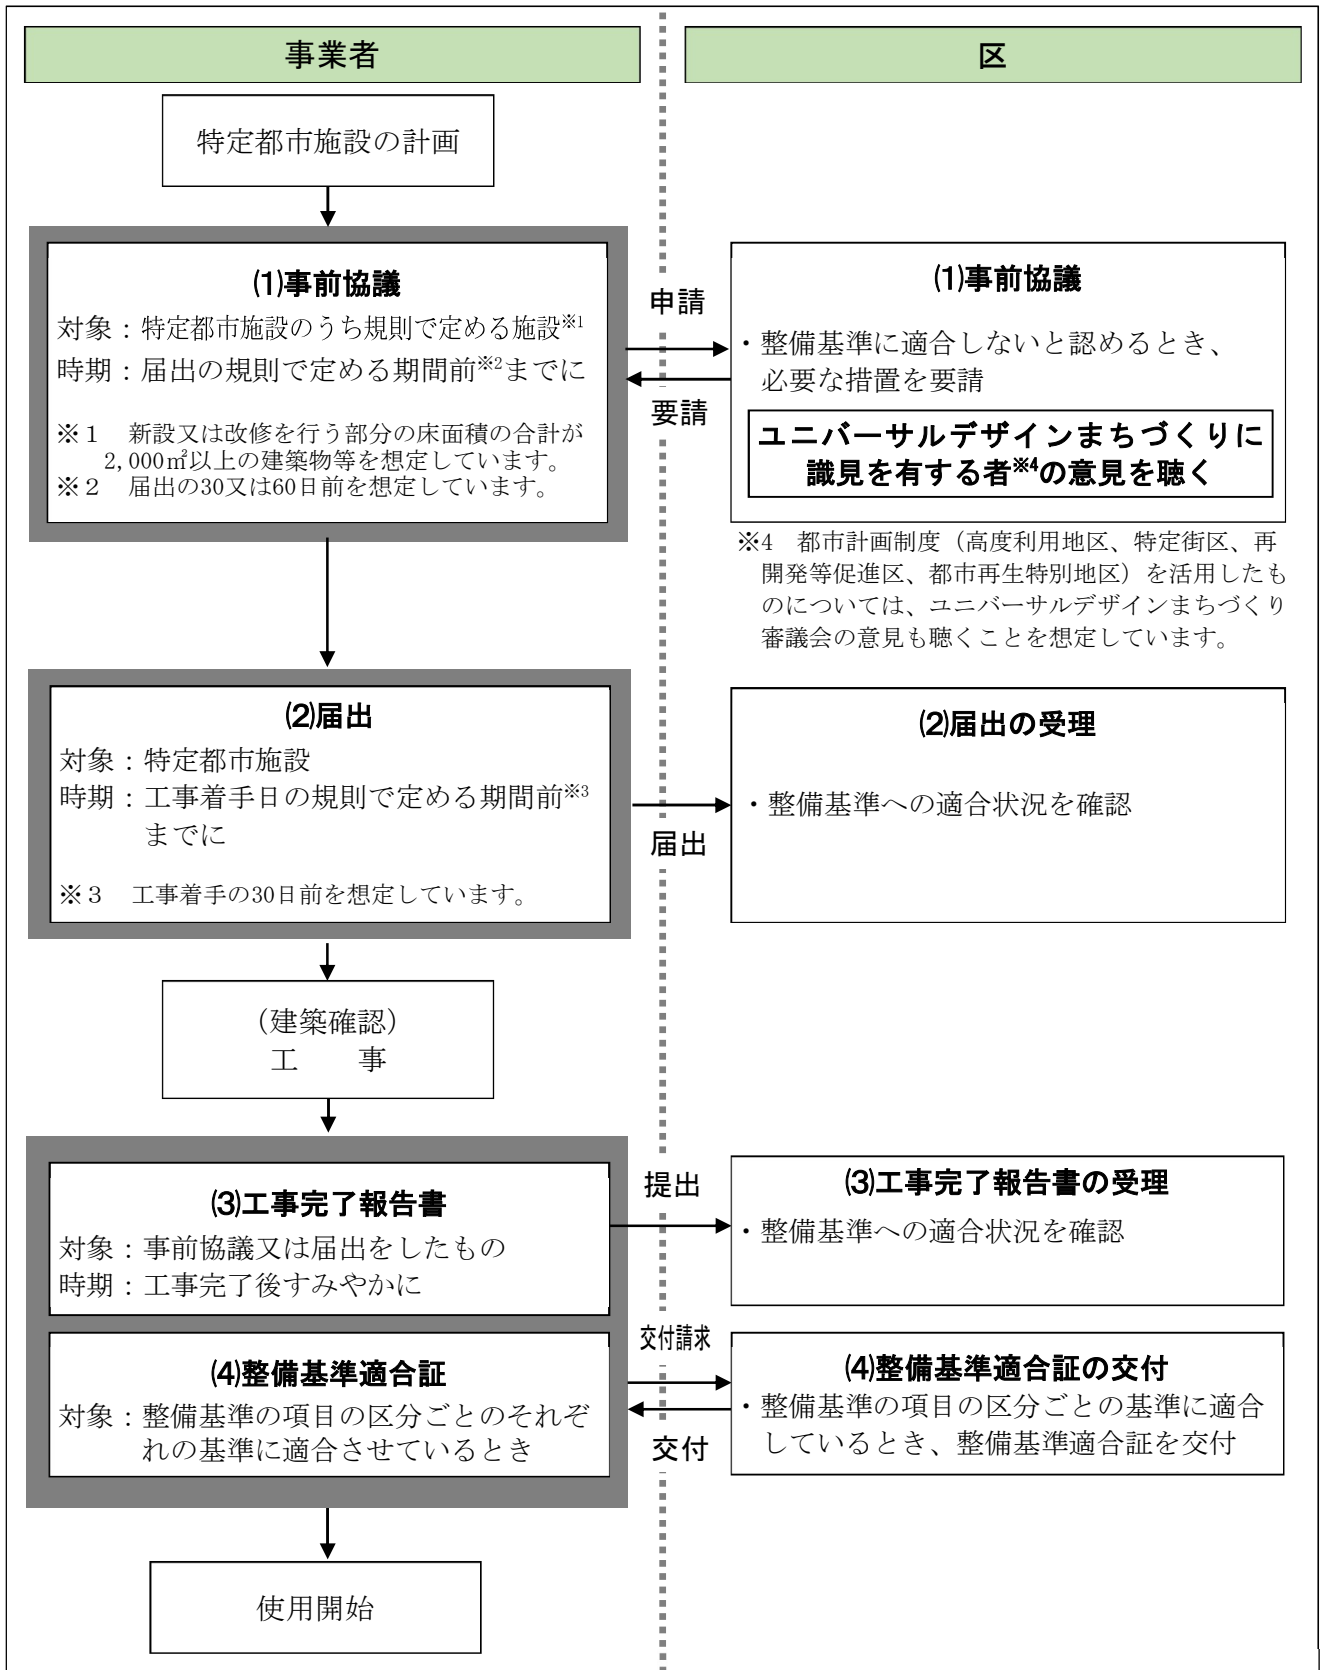 事業者
区
特定都市施設の計画
⑴事前協議
対象：特定都市施設のうち規則で定める施設※1
時期：届出の規則で定める期間前※2までに
※１　新設又は改修を行う部分の床面積の合計が
2,000㎡以上の建築物等を想定しています。
※２　届出の30又は60日前を想定しています。
申請
要請
⑴事前協議
・整備基準に適合しないと認めるとき、
必要な措置を要請
ユニバーサルデザインまちづくりに
識見を有する者※4の意見を聴く
※4　都市計画制度（高度利用地区、特定街区、再
開発等促進区、都市再生特別地区）を活用したも
のについては、ユニバーサルデザインまちづくり
審議会の意見も聴くことを想定しています。
⑵届出
対象：特定都市施設
時期：工事着手日の規則で定める期間前※3
までに
※３　工事着手の30日前を想定しています。
届出
⑵届出の受理
・整備基準への適合状況を確認
（建築確認）
工　　事
⑶工事完了報告書
対象：事前協議又は届出をしたもの
時期：工事完了後すみやかに
提出
⑶工事完了報告書の受理
・整備基準への適合状況を確認
⑷整備基準適合証
対象：整備基準の項目の区分ごとのそれぞ
れの基準に適合させているとき
交付請求
交付
⑷整備基準適合証の交付
・整備基準の項目の区分ごとの基準に適合
しているとき、整備基準適合証を交付
使用開始